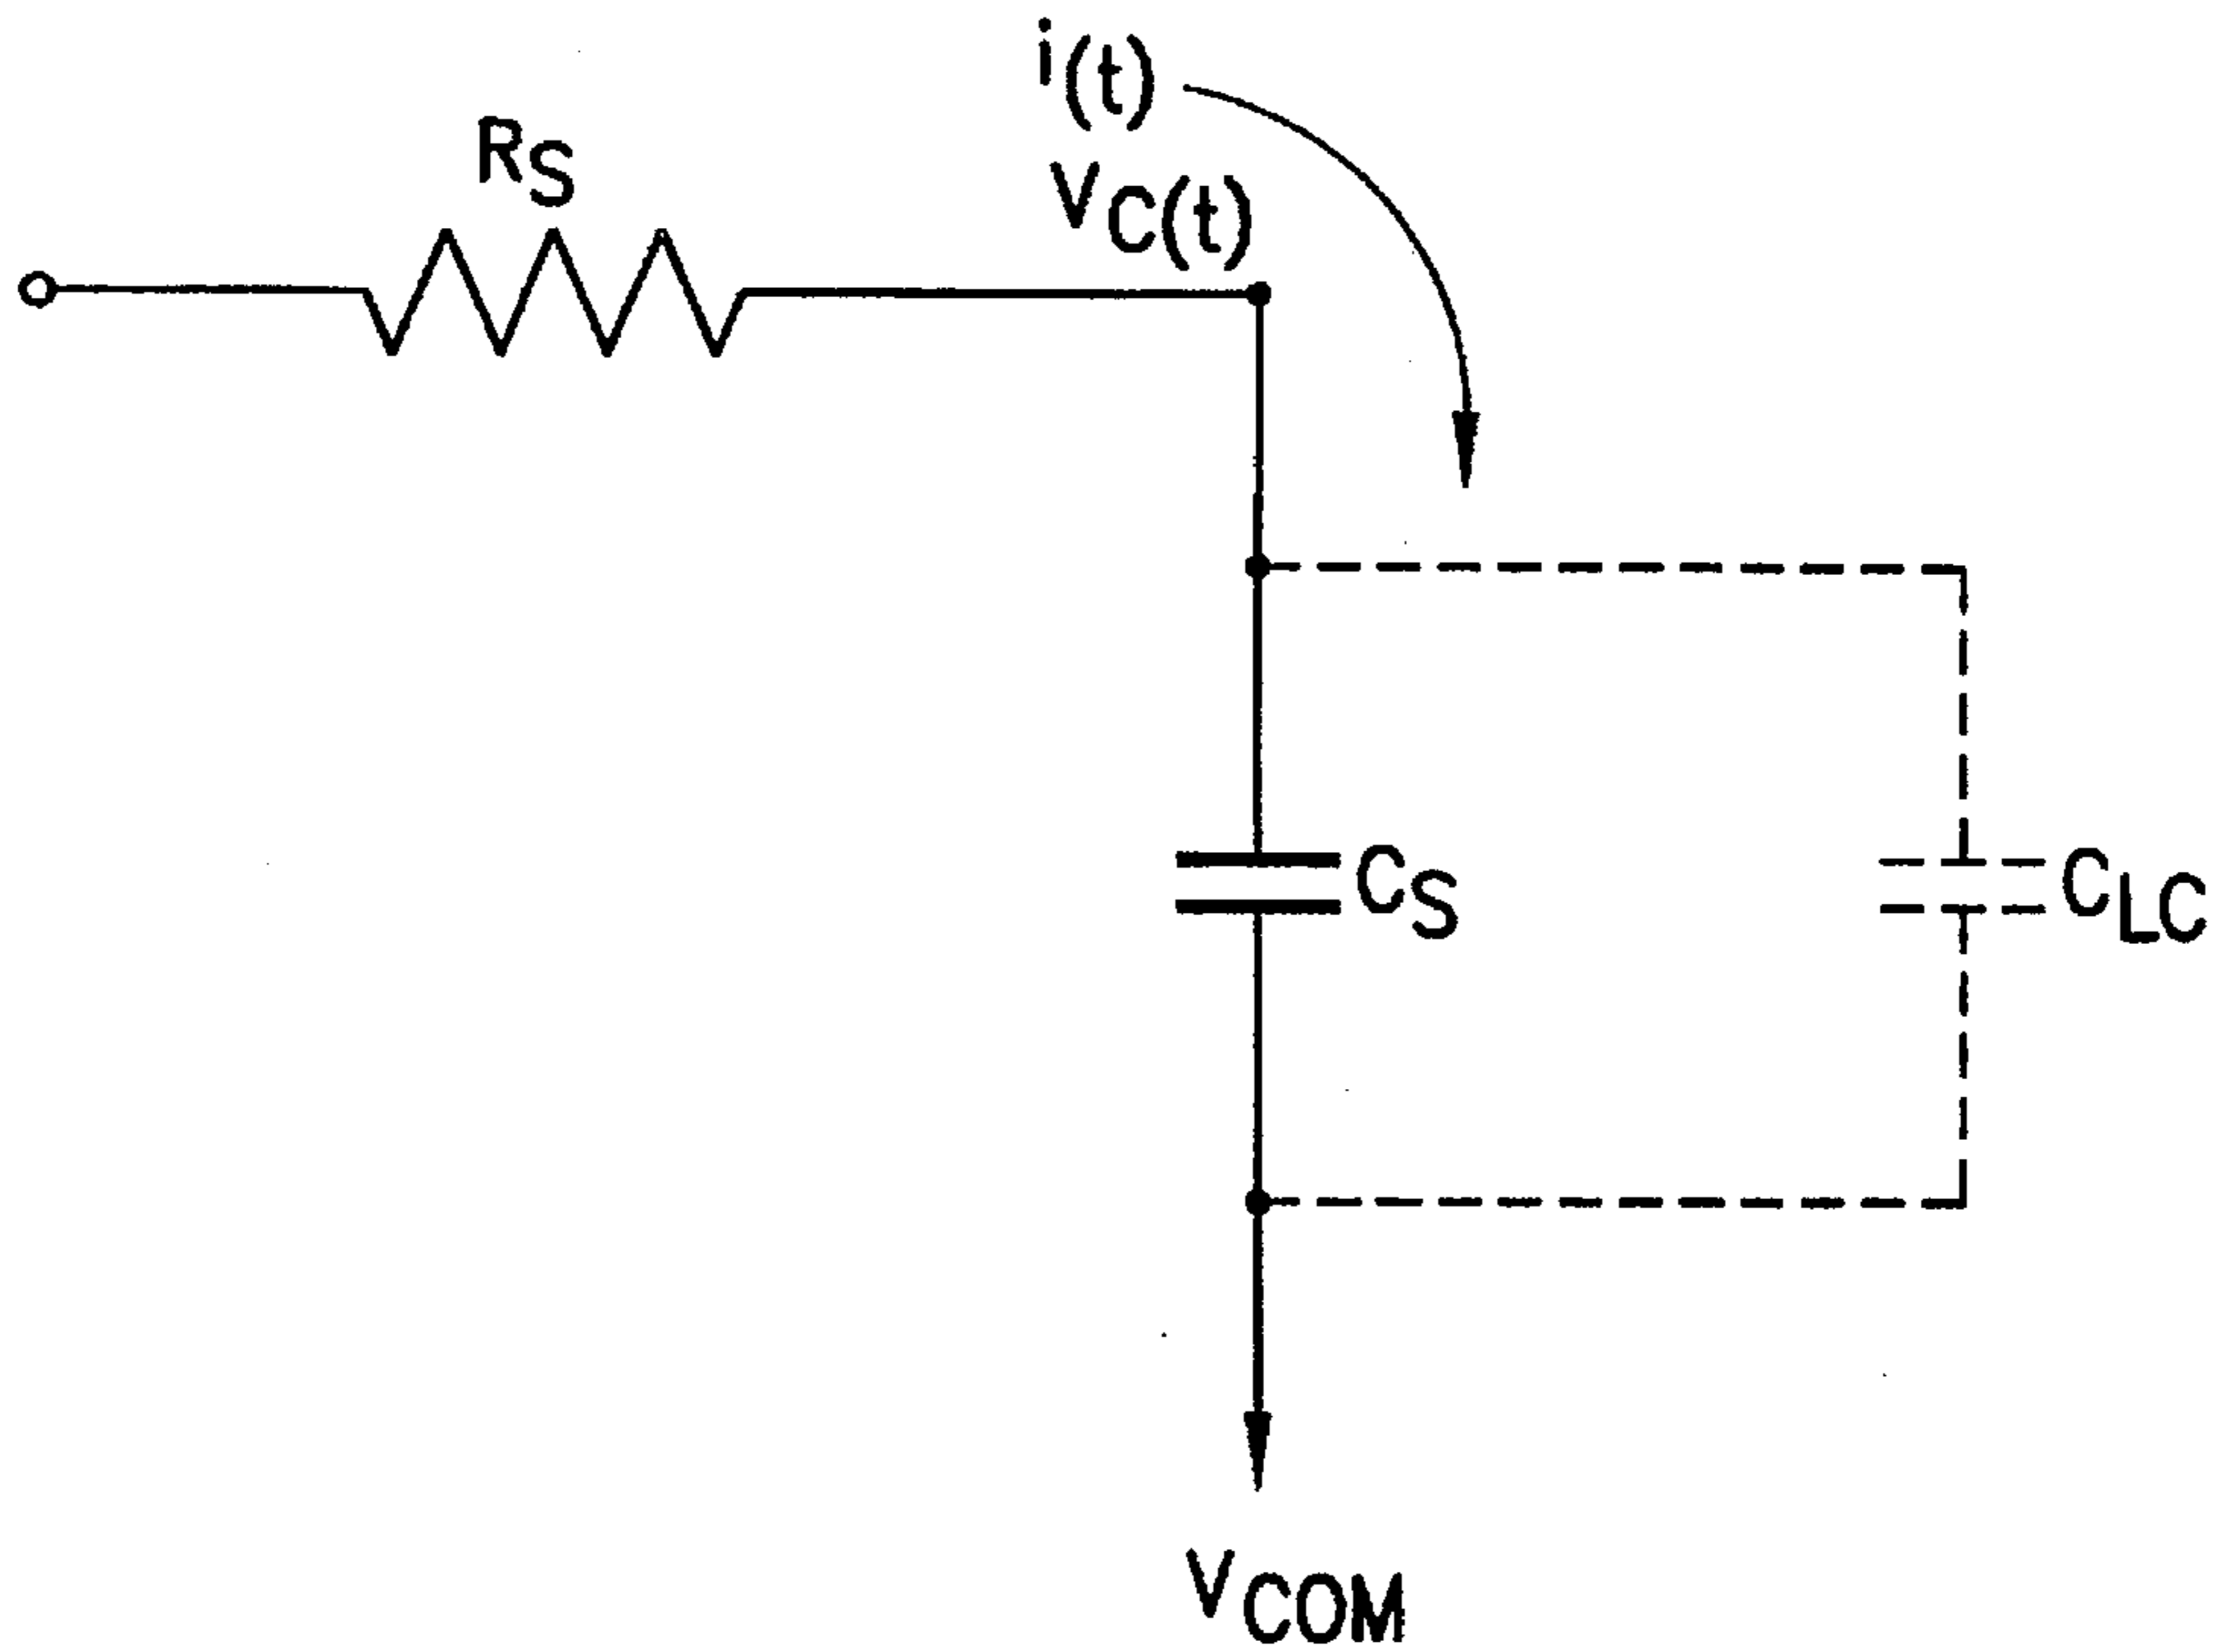 i(t)
RS
VC(t)
CS
CLC
VCOM